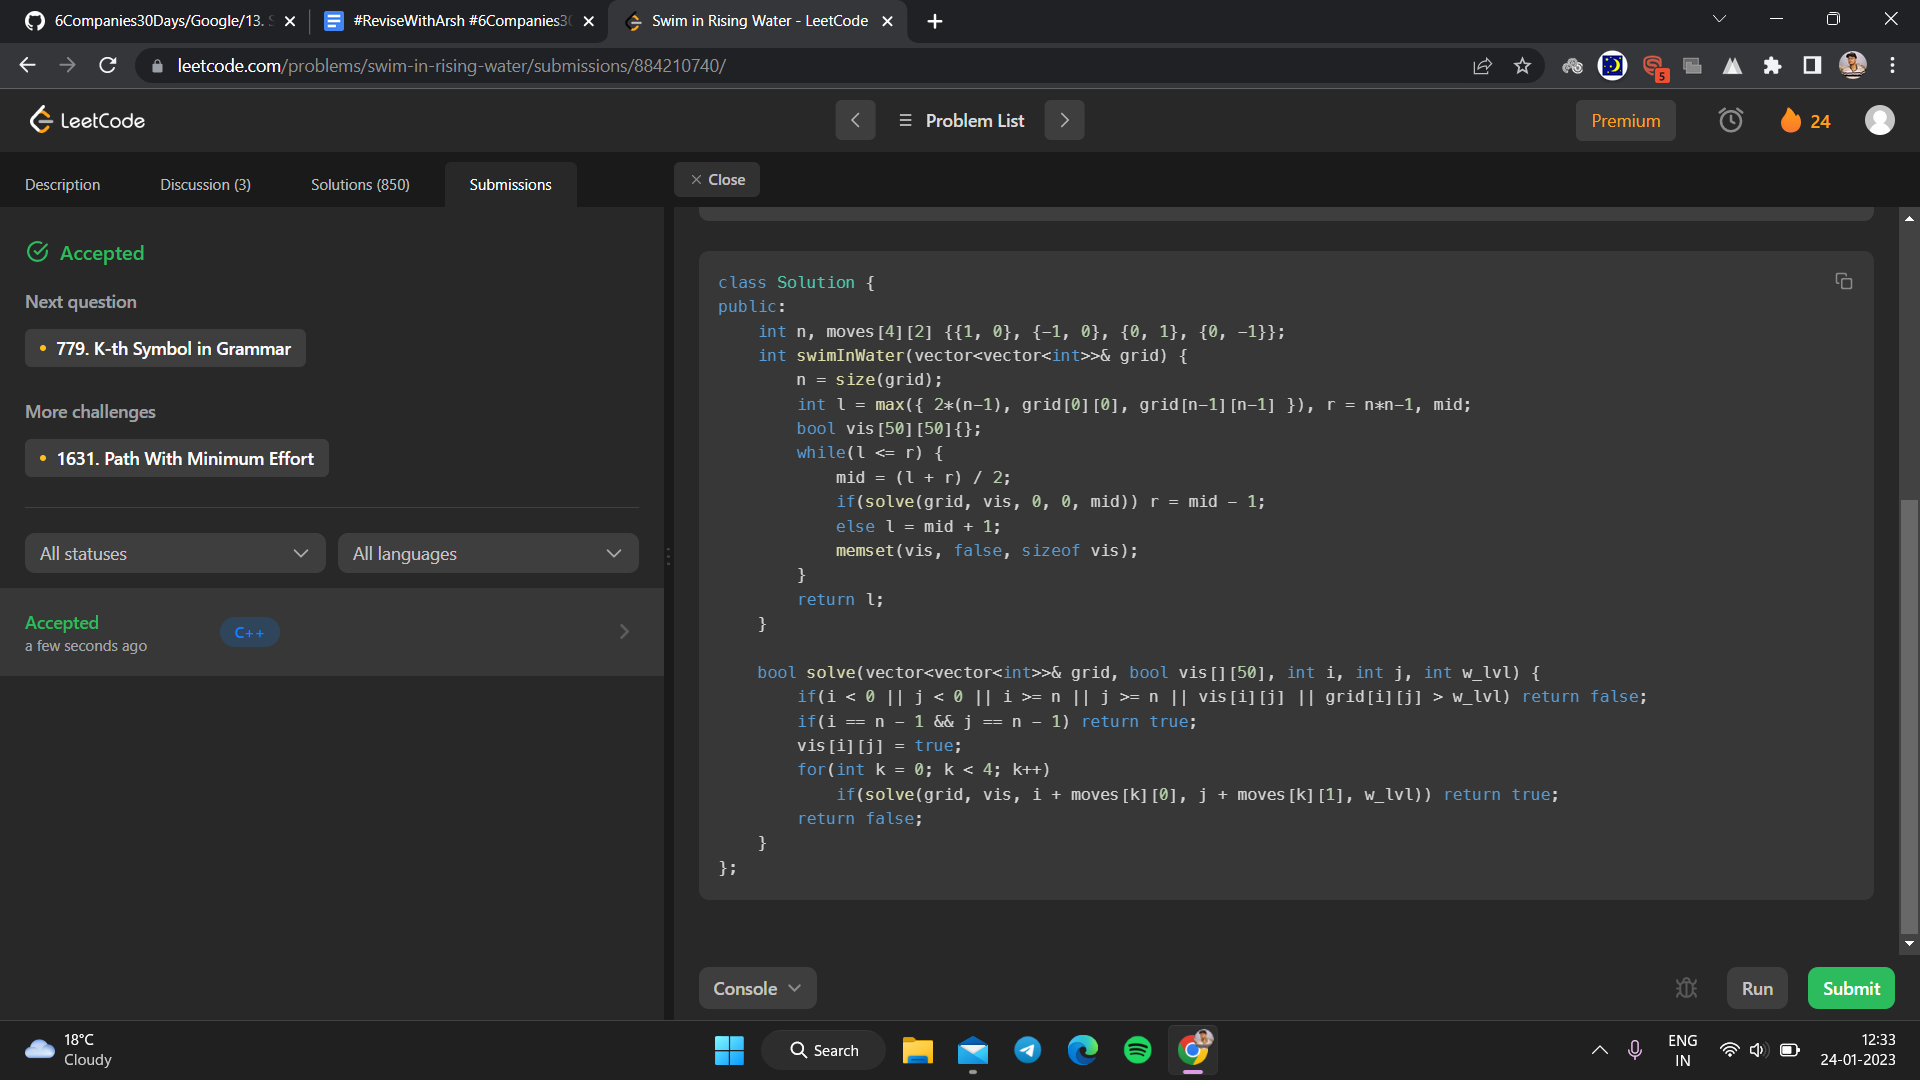 6Companies30Days/Google/13. S
#ReviseWithArsh #6Companies30
Swim in Rising Water - LeetCode
leetcode.com/problems/swim-in-rising-water/submissions/884210740/
5
LeetCode
Problem List
Premium
24
Description
Discussion (3)
Solutions (850)
Submissions
Close
Accepted
Next question
779. K-th Symbol in Grammar
More challenges
1631. Path With Minimum Effort
All statuses
All languages
Accepted
a few seconds ago
C++
class Solution {
public:
    int n, moves[4][2] {{1, 0}, {-1, 0}, {0, 1}, {0, -1}};
    int swimInWater(vector<vector<int>>& grid) {
        n = size(grid);
        int l = max({ 2*(n-1), grid[0][0], grid[n-1][n-1] }), r = n*n-1, mid;
        bool vis[50][50]{};
        while(l <= r) {
            mid = (l + r) / 2;
            if(solve(grid, vis, 0, 0, mid)) r = mid - 1;
            else l = mid + 1;
            memset(vis, false, sizeof vis);
        }
        return l;
    }
    bool solve(vector<vector<int>>& grid, bool vis[][50], int i, int j, int w_lvl) {
        if(i < 0 || j < 0 || i >= n || j >= n || vis[i][j] || grid[i][j] > w_lvl) return false;
        if(i == n - 1 && j == n - 1) return true;
        vis[i][j] = true;
        for(int k = 0; k < 4; k++)
            if(solve(grid, vis, i + moves[k][0], j + moves[k][1], w_lvl)) return true;
        return false;
    }
};
Console
Run
Submit
18°C
Cloudy
Search
ENG
IN
12:33
24-01-2023